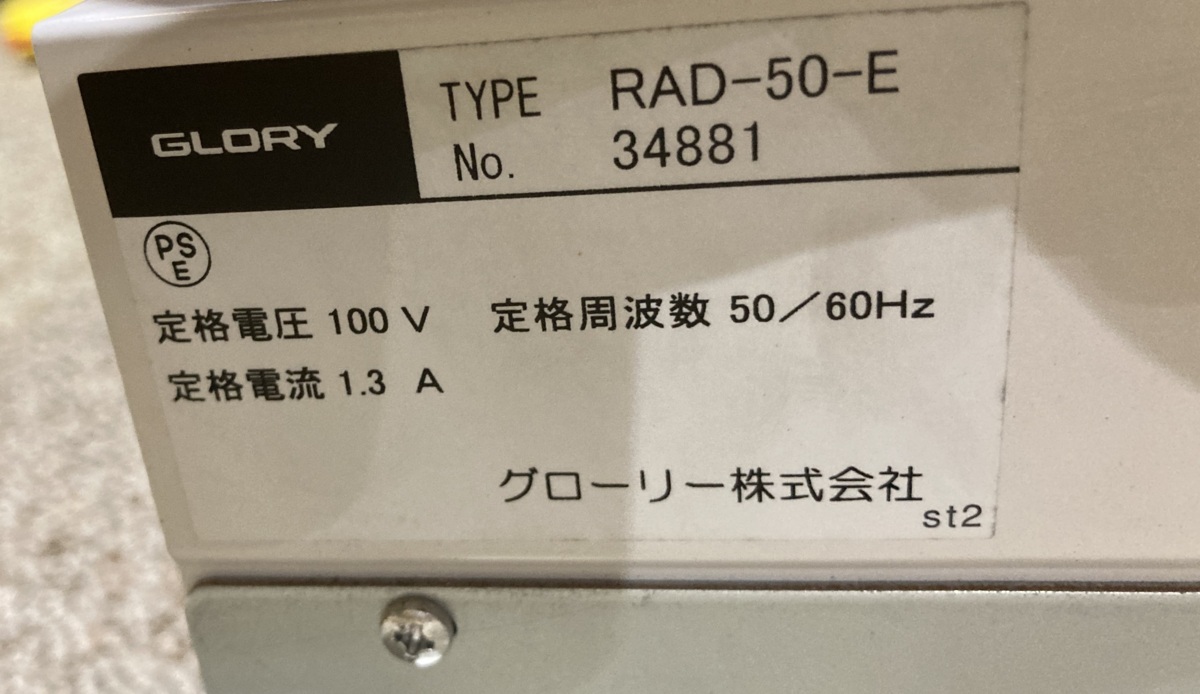 GLORY
TYPE RAD-50-E
No. 34881
PS
E
定格電圧 100 V 定格周波数 50/60Hz
定格電流 1.3 A
グローリー株式会社
st2